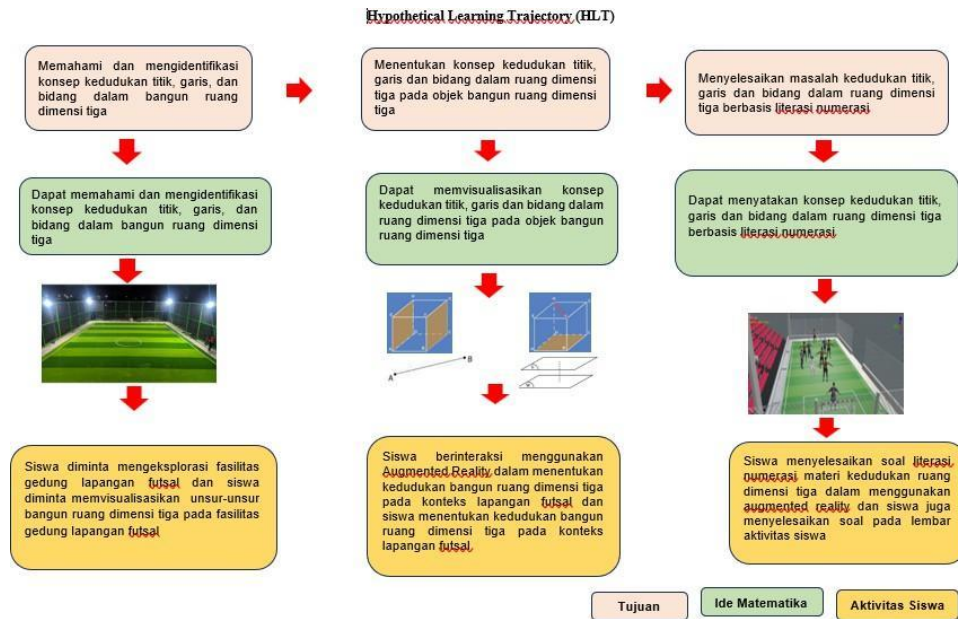 Hypothetical Learning Trajectory (HLT)
Memahami dan mengidentifikasi
konsep kedudukan titik, garis, dan
bidang dalam bangun ruang
dimensi tiga
Menentukan konsep kedudukan titik,
garis dan bidang dalam ruang dimensi
tiga pada objek bangun ruang dimensi
tiga
Menyelesaikan masalah kedudukan titik,
garis dan bidang dalam ruang dimensi
tiga berbasis literasi numerasi
Dapat memahami dan mengidentifikasi
konsep kedudukan titik, garis, dan
bidang dalam bangun ruang dimensi
tiga
Dapat memvisualisasikan konsep
kedudukan titik, garis dan bidang dalam
ruang dimensi tiga pada objek bangun
ruang dimensi tiga
Dapat menyatakan konsep kedudukan titik,
garis dan bidang dalam ruang dimensi tiga
berbasis literasi numerasi.
A
B
Siswa diminta mengeksplorasi fasilitas
gedung lapangan futsal dan siswa
diminta memvisualisasikan unsur-unsur
bangun ruang dimensi tiga pada fasilitas
gedung lapangan futsal
Siswa berinteraksi menggunakan
Augmented Reality dalam menentukan
kedudukan bangun ruang dimensi tiga
pada konteks lapangan futsal dan
siswa menentukan kedudukan bangun
ruang dimensi tiga pada konteks
lapangan futsal.
Siswa menyelesaikan soal literasi
numerasi materi kedudukan ruang
dimensi tiga dalam menggunakan
augmented reality dan siswa juga
menyelesaikan soal pada lembar
aktivitas siswa
Tujuan
Ide Matematika
Aktivitas Siswa